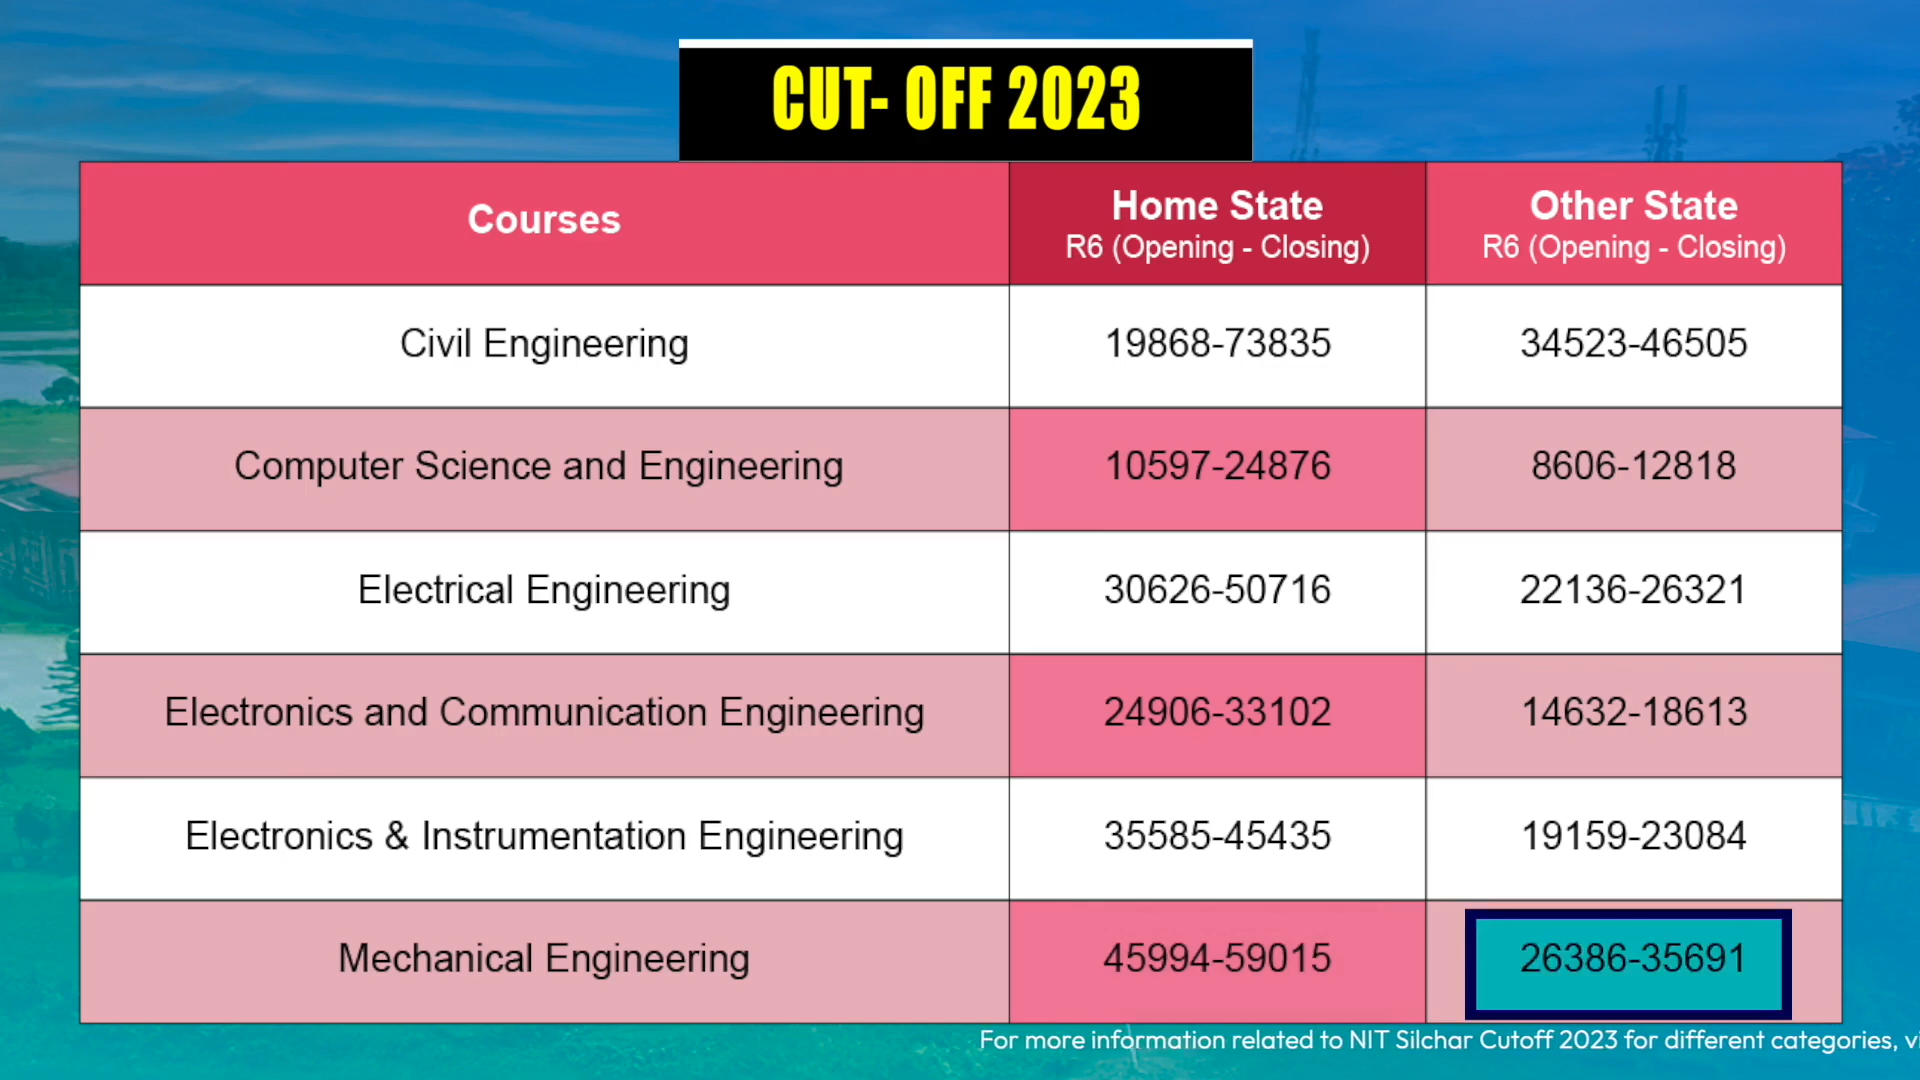 CUT- OFF 2023
Courses
Home State
R6 (Opening - Closing)
Other State
R6 (Opening - Closing)
Civil Engineering
19868-73835
34523-46505
Computer Science and Engineering
10597-24876
8606-12818
Electrical Engineering
30626-50716
22136-26321
Electronics and Communication Engineering
24906-33102
14632-18613
Electronics & Instrumentation Engineering
35585-45435
19159-23084
Mechanical Engineering
45994-59015
26386-35691
For more information related to NIT Silchar Cutoff 2023 for different categories,